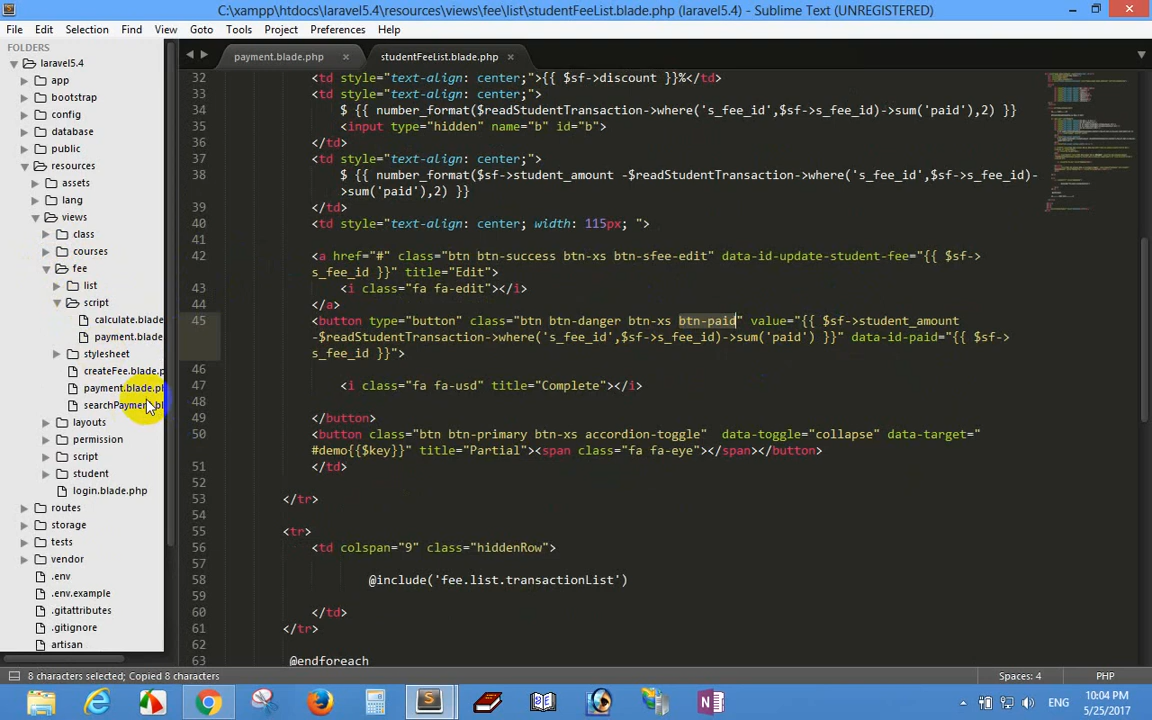 C:\xampp\htdocs\laravel5.4\resources\views\fee\list\studentFeeList.blade.php (laravel5.4) - Sublime Text (UNREGISTERED)
File Edit Selection Find View Goto Tools Project Preferences Help
FOLDERS
laravel5.4
app
bootstrap
config
database
public
resources
assets
lang
views
class
courses
fee
list
script
calculate.blade
payment.blade
stylesheet
createFee.blade.p
payment.blade.ph
searchPayment.bl
layouts
permission
script
student
login.blade.php
routes
storage
tests
vendor
.env
.env.example
.gitattributes
.gitignore
artisan
payment.blade.php × studentFeeList.blade.php ×
32 <td style="text-align: center;">{{ $sf->discount }}%</td>
33 <td style="text-align: center;">
34 $ {{ number_format($readStudentTransaction->where('s_fee_id',$sf->s_fee_id)->sum('paid'),2) }}
35 <input type="hidden" name="b" id="b">
36 </td>
37 <td style="text-align: center;">
38 $ {{ number_format($sf->student_amount -$readStudentTransaction->where('s_fee_id',$sf->s_fee_id)-
>sum('paid'),2) }}
39 </td>
40 <td style="text-align: center; width: 115px; ">
41
42 <a href="#" class="btn btn-success btn-xs btn-sfee-edit" data-id-update-student-fee="{{ $sf->
s_fee_id }}" title="Edit">
43 <i class="fa fa-edit"></i>
44 </a>
45 <button type="button" class="btn btn-danger btn-xs btn-paid" value="{{ $sf->student_amount
-$readStudentTransaction->where('s_fee_id',$sf->s_fee_id)->sum('paid') }}" data-id-paid="{{ $sf->
s_fee_id }}">
46
47 <i class="fa fa-usd" title="Complete"></i>
48
49 </button>
50 <button class="btn btn-primary btn-xs accordion-toggle" data-toggle="collapse" data-target="
#demo{{$key}}" title="Partial"><span class="fa fa-eye"></span></button>
51 </td>
52
53 </tr>
54
55 <tr>
56 <td colspan="9" class="hiddenRow">
57
58 @include('fee.list.transactionList')
59
60 </td>
61 </tr>
62
63 @endforeach
8 characters selected; Copied 8 characters Spaces: 4 PHP
ENG 10:04 PM
5/25/2017